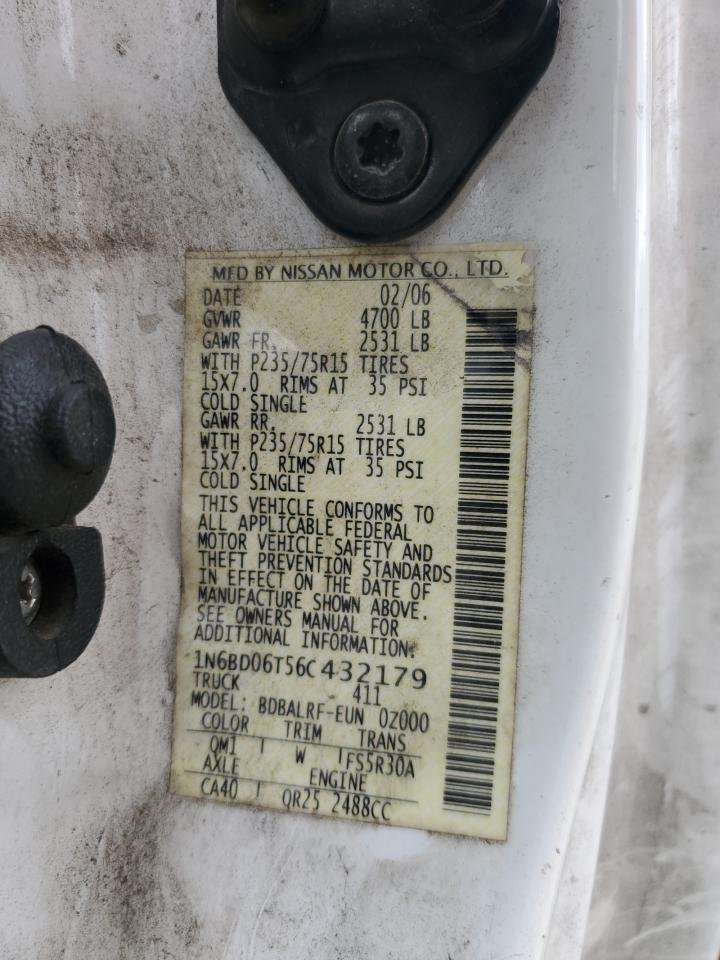 MFD BY NISSAN MOTOR CO., LTD.
DATE 02/06
GVWR 4700 LB
GAWR FR. 2531 LB
WITH P235/75R15 TIRES
15X7.0 RIMS AT 35 PSI
COLD SINGLE
GAWR RR. 2531 LB
WITH P235/75R15 TIRES
15X7.0 RIMS AT 35 PSI
COLD SINGLE
THIS VEHICLE CONFORMS TO
ALL APPLICABLE FEDERAL
MOTOR VEHICLE SAFETY AND
THEFT PREVENTION STANDARDS
IN EFFECT ON THE DATE OF
MANUFACTURE SHOWN ABOVE.
SEE OWNERS MANUAL FOR
ADDITIONAL INFORMATION.
1N6BD06T56C432179
TRUCK 411
MODEL: BDBALRF-EUN 02000
COLOR TRIM TRANS
QM1 W FS5R30A
AXLE ENGINE
CA40 QR25 2488CC